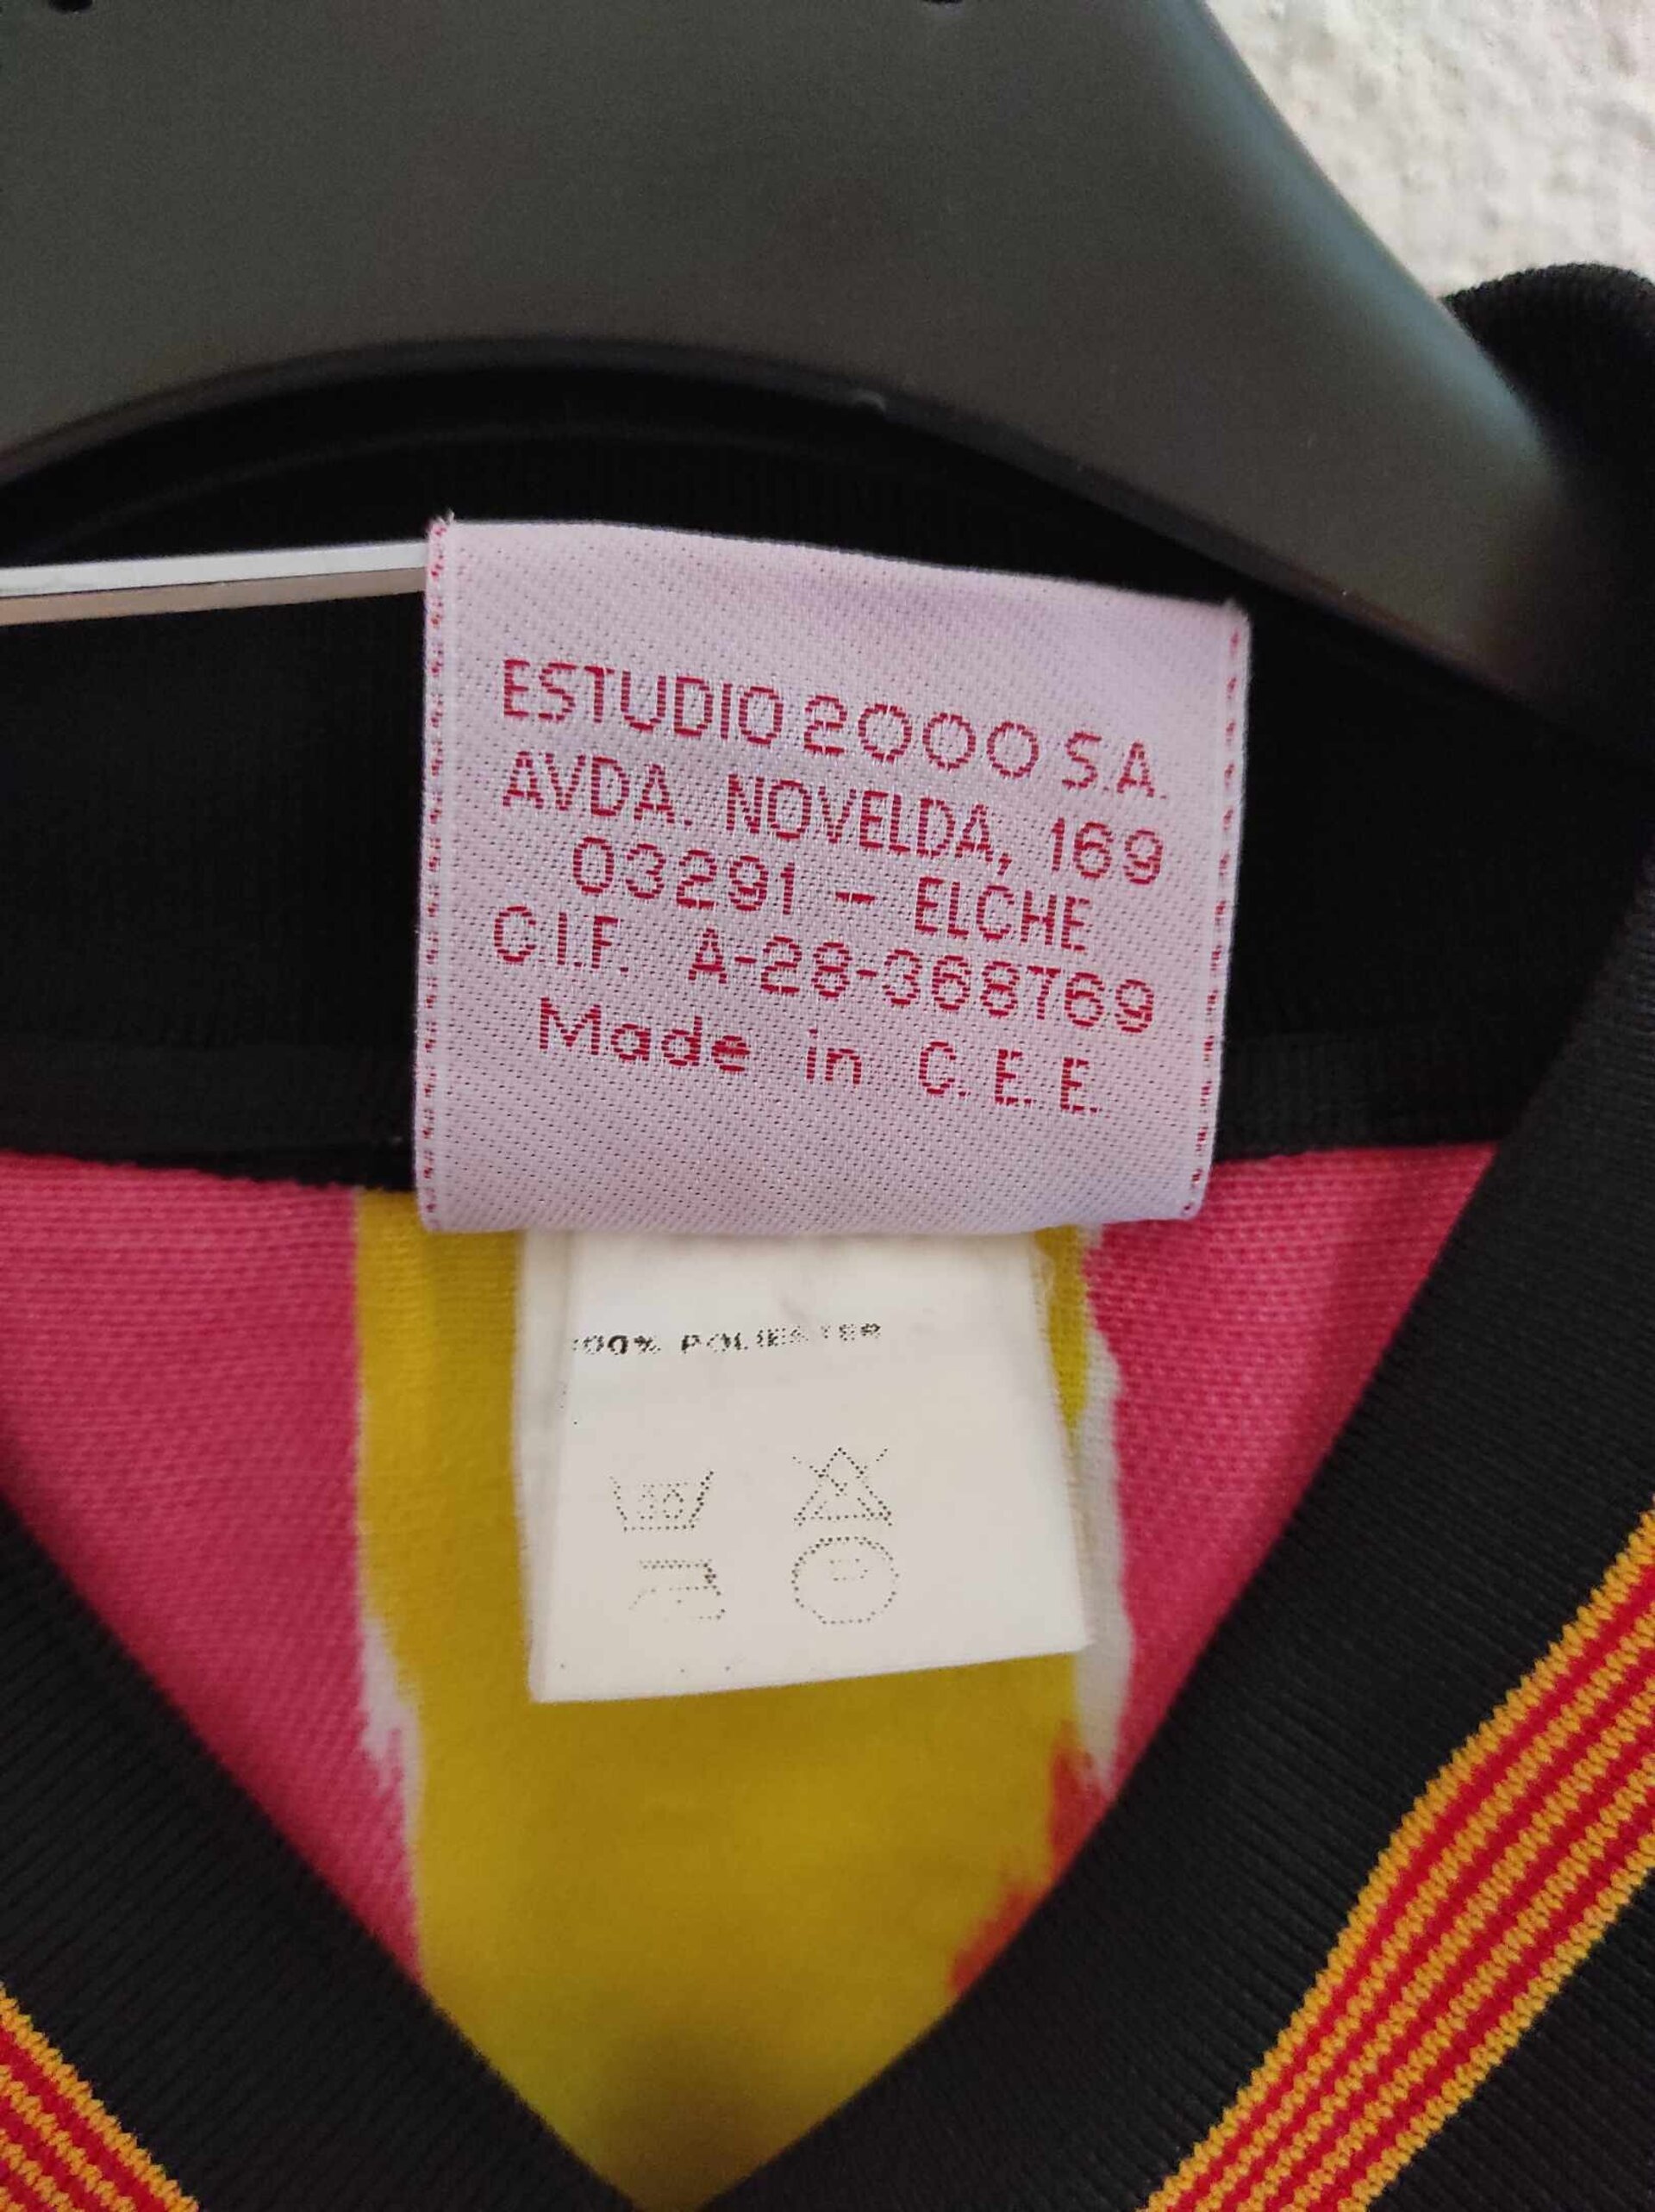 ESTUDIO 2000 S.A.
AVDA. NOVELDA, 169
03291 - ELCHE
C.I.F. A-28-368769
Made in C.E.E.
100% POLIESTER